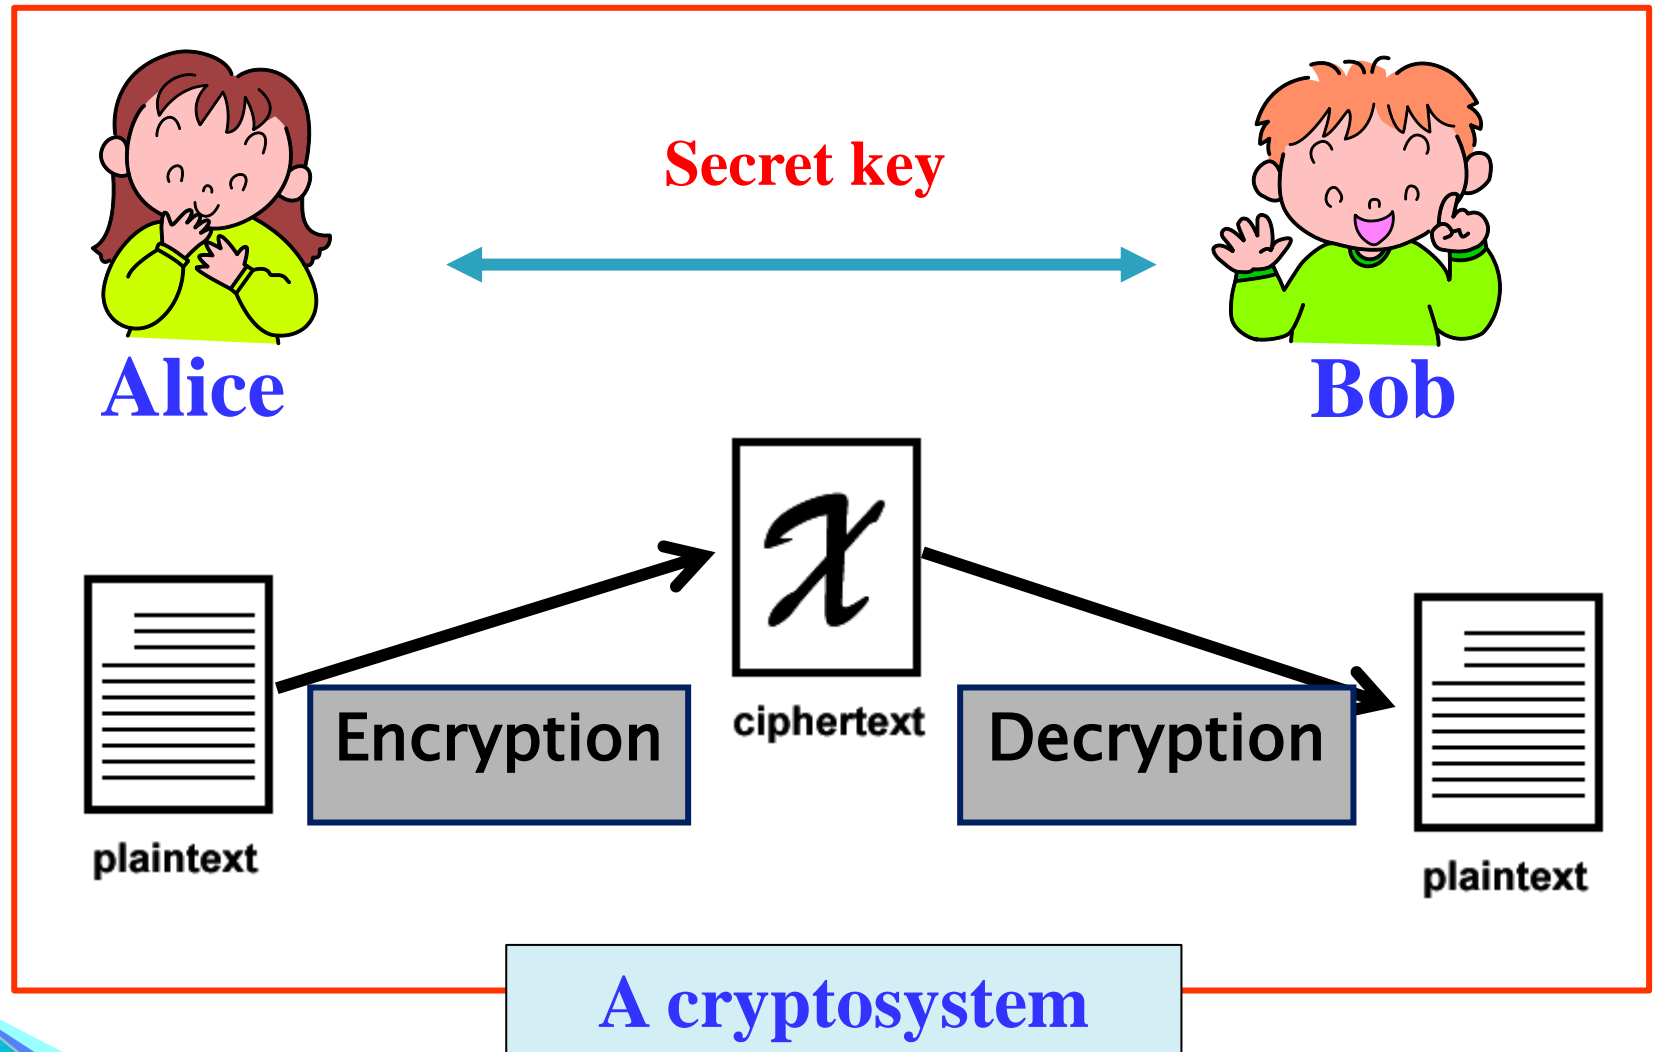 Secret key
Alice
Bob
ciphertext
Encryption
Decryption
plaintext
plaintext
A cryptosystem